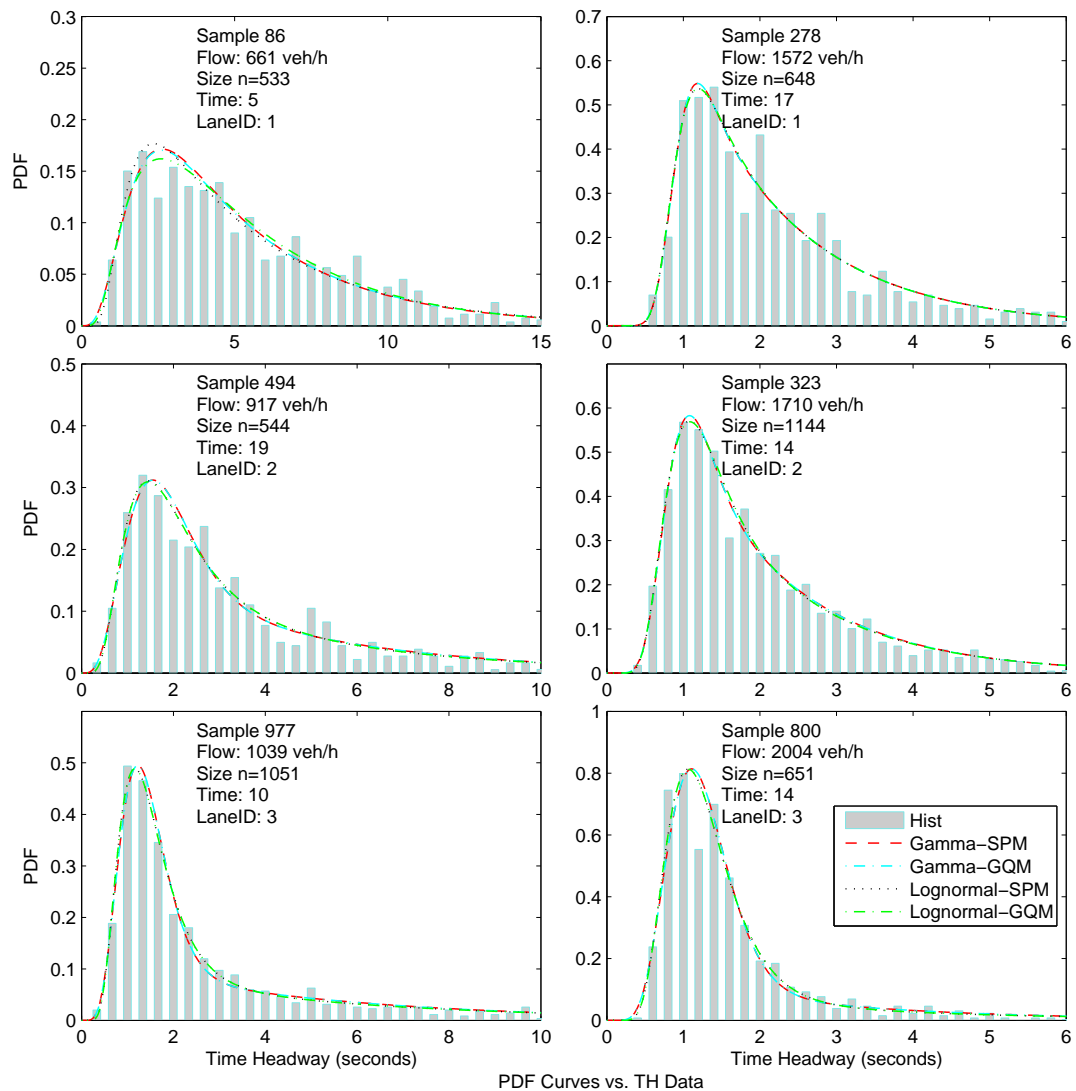 0.3
0.25
0.2
0.15
0.1
0.05
0
PDF
Sample 86
Flow: 661 veh/h
Size n=533
Time: 5
LaneID: 1
0 5 10 15
0.7
0.6
0.5
0.4
0.3
0.2
0.1
0
Sample 278
Flow: 1572 veh/h
Size n=648
Time: 17
LaneID: 1
0 1 2 3 4 5 6
0.5
0.4
0.3
0.2
0.1
0
PDF
Sample 494
Flow: 917 veh/h
Size n=544
Time: 19
LaneID: 2
0 2 4 6 8 10
0.6
0.5
0.4
0.3
0.2
0.1
0
Sample 323
Flow: 1710 veh/h
Size n=1144
Time: 14
LaneID: 2
0 1 2 3 4 5 6
0.5
0.4
0.3
0.2
0.1
0
PDF
Sample 977
Flow: 1039 veh/h
Size n=1051
Time: 10
LaneID: 3
0 2 4 6 8 10
Time Headway (seconds)
1
0.8
0.6
0.4
0.2
0
Sample 800
Flow: 2004 veh/h
Size n=651
Time: 14
LaneID: 3
Hist
Gamma−SPM
Gamma−GQM
Lognormal−SPM
Lognormal−GQM
0 1 2 3 4 5 6
Time Headway (seconds)
PDF Curves vs. TH Data